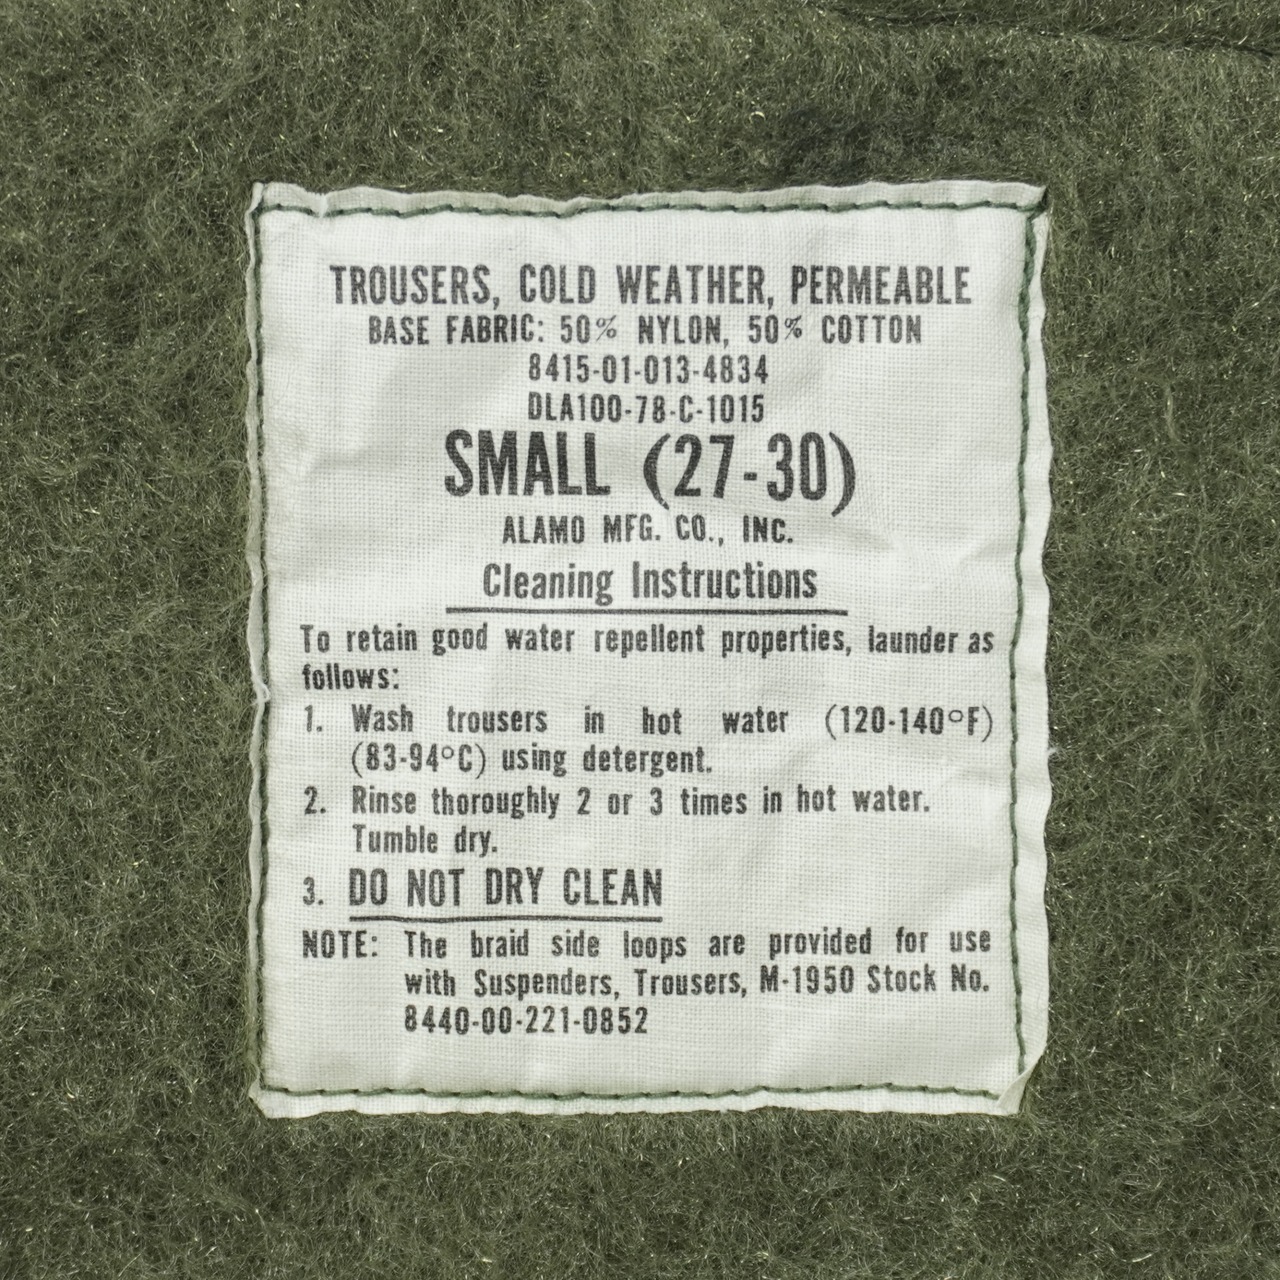 TROUSERS, COLD WEATHER, PERMEABLE
BASE FABRIC: 50% NYLON, 50% COTTON
8415-01-013-4834
DLA100-78-C-1015
SMALL (27-30)
ALAMO MFG. CO., INC.
Cleaning Instructions
To retain good water repellent properties, launder as
follows:
1. Wash trousers in hot water (120-140°F)
(83-94°C) using detergent.
2. Rinse thoroughly 2 or 3 times in hot water.
Tumble dry.
3. DO NOT DRY CLEAN
NOTE: The braid side loops are provided for use
with Suspenders, Trousers, M-1950 Stock No.
8440-00-221-0852